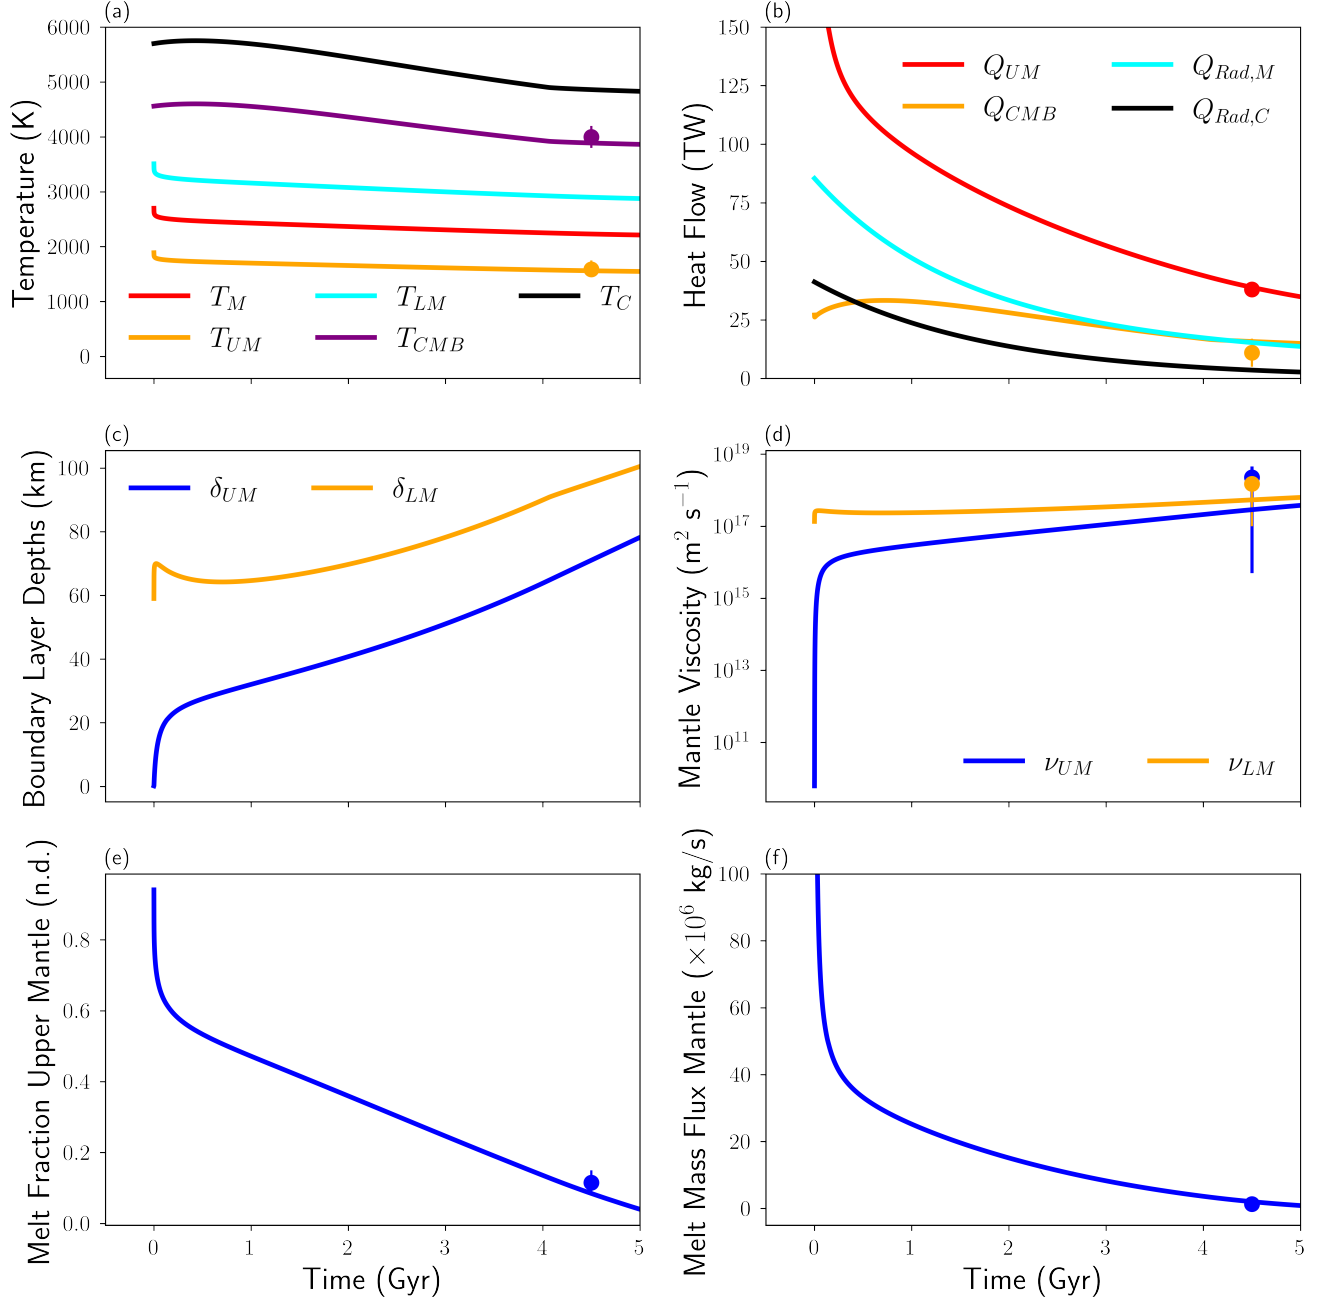 (a)
6000
5000
4000
3000
2000
1000
0
Temperature (K)
T_M T_LM T_C
T_UM T_CMB
(b)
150
125
100
75
50
25
0
Heat Flow (TW)
Q_UM Q_Rad,M
Q_CMB Q_Rad,C
(c)
100
80
60
40
20
0
Boundary Layer Depths (km)
δ_UM δ_LM
(d)
10^19
10^17
10^15
10^13
10^11
Mantle Viscosity (m^2 s^−1)
ν_UM ν_LM
(e)
0.8
0.6
0.4
0.2
0.0
Melt Fraction Upper Mantle (n.d.)
0 1 2 3 4 5
Time (Gyr)
(f)
100
80
60
40
20
0
Melt Mass Flux Mantle (×10^6 kg/s)
0 1 2 3 4 5
Time (Gyr)